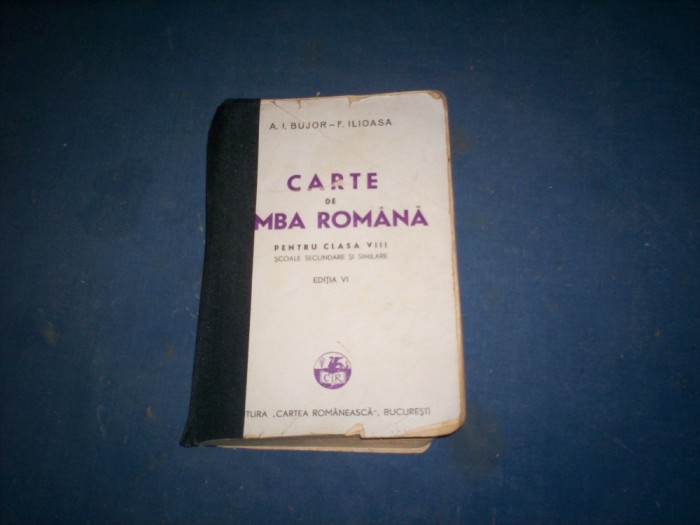 A. I. BUJOR – F. ILIOASA
CARTE
DE
MBA ROMÂNĂ
PENTRU CLASA VIII
ȘCOALE SECUNDARE ȘI SIMILARE
EDIȚIA VI
CR
TURA „CARTEA ROMÂNEASCĂ", BUCUREȘTI